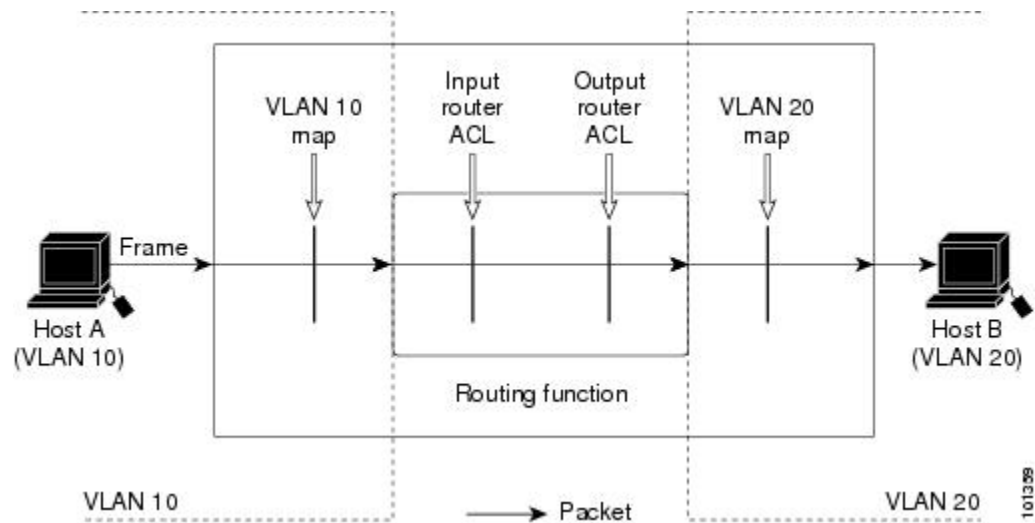 VLAN 10
map
Input
router
ACL
Output
router
ACL
VLAN 20
map
Frame
Host A
(VLAN 10)
Host B
(VLAN 20)
Routing function
VLAN 10
Packet
VLAN 20
101359